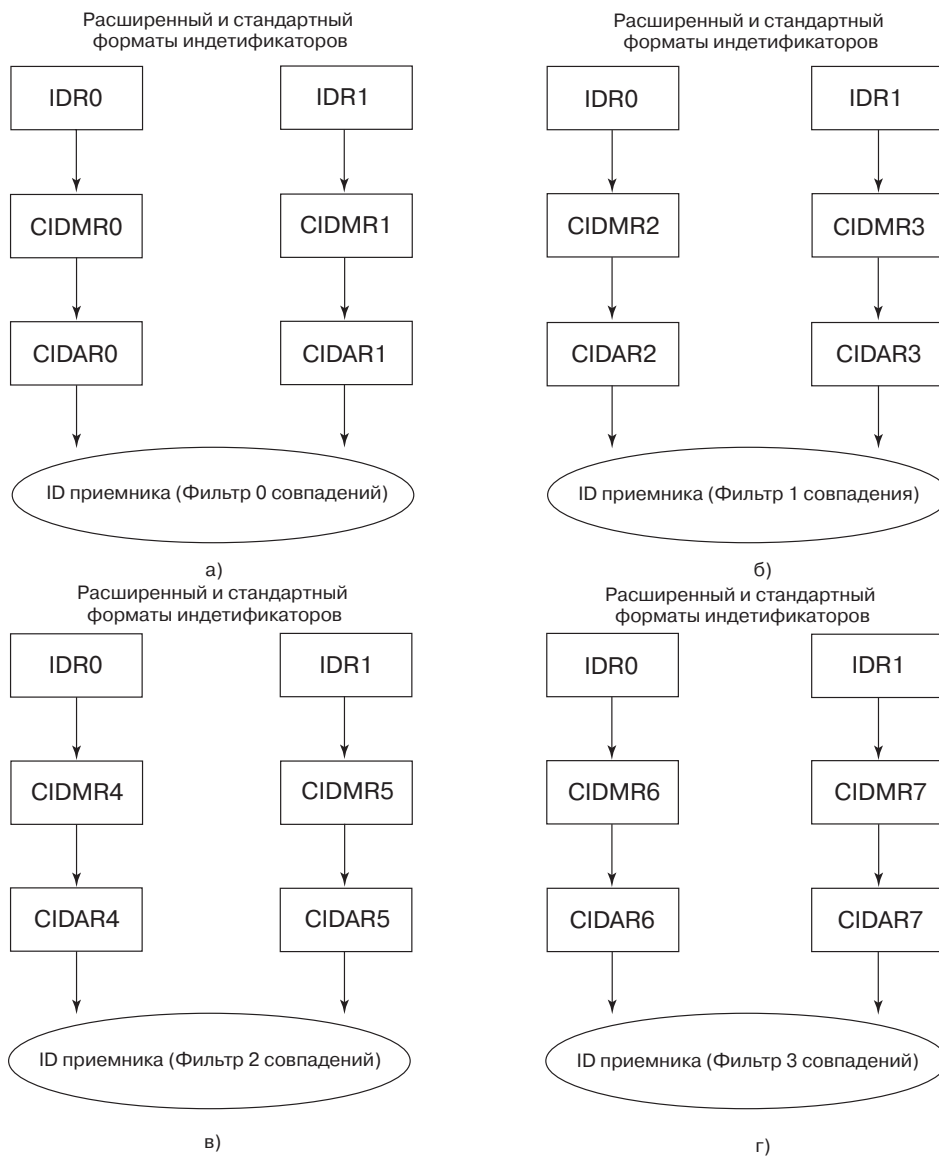 Расширенный и стандартный
форматы индетификаторов
IDR0
IDR1
CIDMR0
CIDMR1
CIDAR0
CIDAR1
ID приемника (Фильтр 0 совпадений)
а)
Расширенный и стандартный
форматы индетификаторов
IDR0
IDR1
CIDMR2
CIDMR3
CIDAR2
CIDAR3
ID приемника (Фильтр 1 совпадения)
б)
Расширенный и стандартный
форматы индетификаторов
IDR0
IDR1
CIDMR4
CIDMR5
CIDAR4
CIDAR5
ID приемника (Фильтр 2 совпадений)
в)
Расширенный и стандартный
форматы индетификаторов
IDR0
IDR1
CIDMR6
CIDMR7
CIDAR6
CIDAR7
ID приемника (Фильтр 3 совпадений)
г)